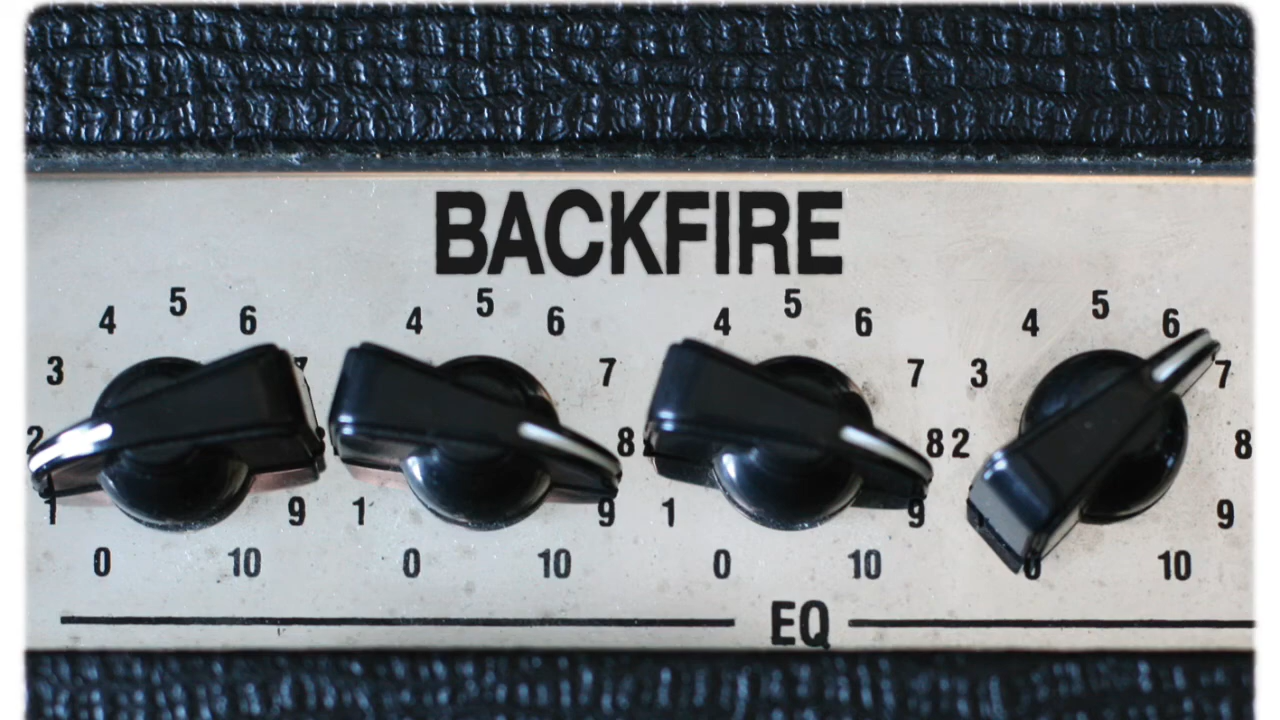 BACKFIRE
4 5 6 4 5 6 4 5 6 4 5 6
3 7 7 7 3 7
2 8 8 2 8
1 9 1 9 1 9 9
0 10 0 10 0 10 0 10
EQ